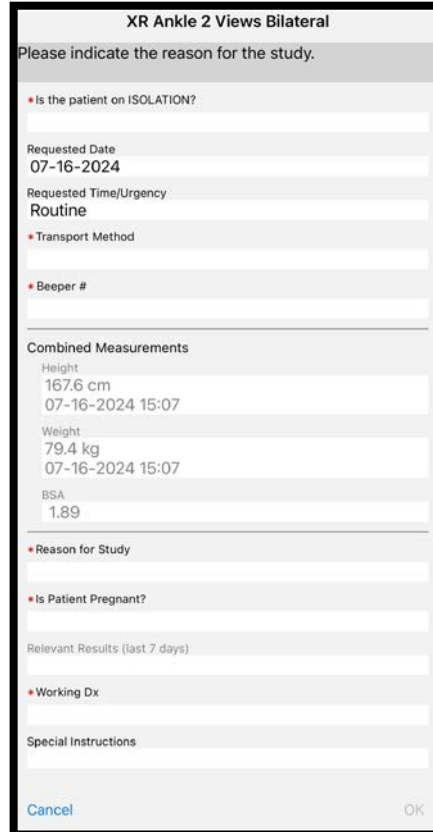 XR Ankle 2 Views Bilateral
Please indicate the reason for the study.
*Is the patient on ISOLATION?
Requested Date
07-16-2024
Requested Time/Urgency
Routine
*Transport Method
*Beeper #
Combined Measurements
Height
167.6 cm
07-16-2024 15:07
Weight
79.4 kg
07-16-2024 15:07
BSA
1.89
*Reason for Study
*Is Patient Pregnant?
Relevant Results (last 7 days)
*Working Dx
Special Instructions
Cancel OK